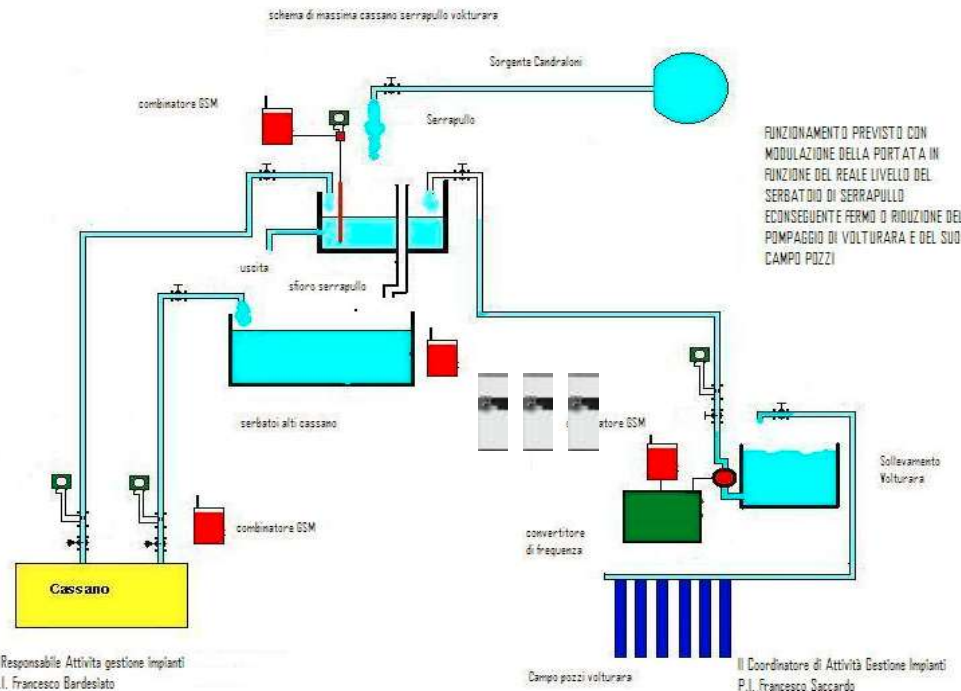 schema di massima cassano serrapullo vokturara
Sorgente Candraloni
combinatore GSM
Serrapullo
FUNZIONAMENTO PREVISTO CON
MODULAZIONE DELLA PORTATA IN
FUNZIONE DEL REALE LIVELLO DEL
SERBATOIO DI SERRAPULLO
ECONSEGUENTE FERMO O RIDUZIONE DEL
POMPAGGIO DI VOLTURARA E DEL SUO
CAMPO POZZI
uscita
sfioro serrapullo
serbatoi alti cassano
GSM
Sollevamento
Volturara
combinatore GSM
convertitore
di frequenza
Cassano
Responsabile Attivita gestione impianti
.I. Francesco Bardesiato
Campo pozzi volturara
Il Coordinatore di Attività Gestione Impianti
P.I. Francesco Saccardo